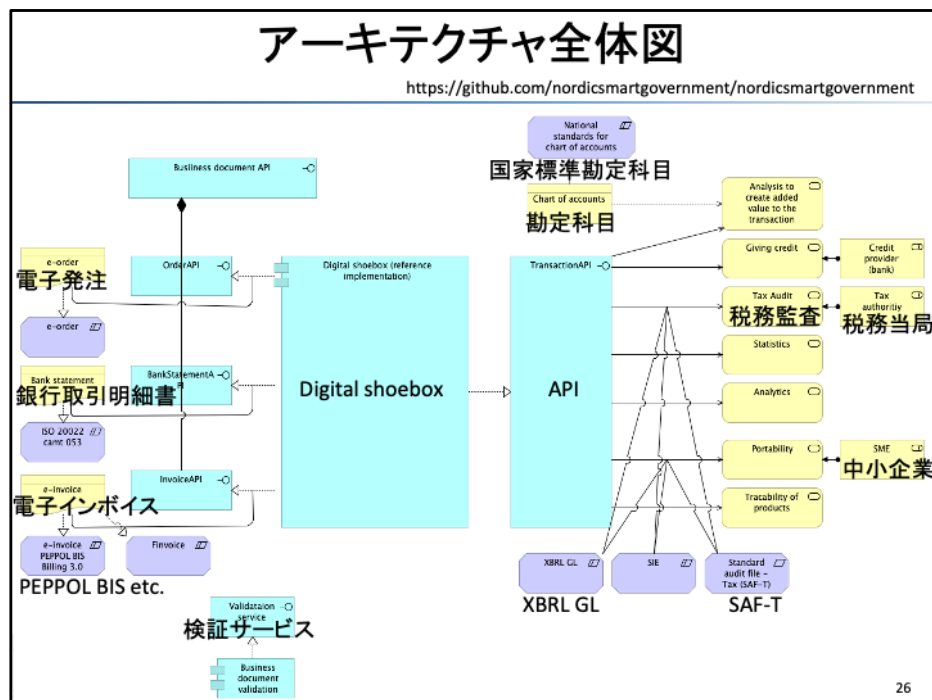 アーキテクチャ全体図
https://github.com/nordicsmartgovernment/nordicsmartgovernment
National
standards for
chart of accounts
国家標準勘定科目
Chart of accounts
勘定科目
Busliness document API
Analysis to
create added
value to the
transaction
e-order
電子発注
e-order
OrderAPI
Digital shoebox (reference
implementation)
TransactionAPI
Giving credit
Credit
provider
(bank)
Tax Audit
税務監査
Tax
authoritiy
税務当局
Statistics
Bank statement
銀行取引明細書
ISO 20022
camt 053
BankStatementA
PI
Digital shoebox
API
Analytics
Portability
SME
中小企業
e-invoice
電子インボイス
InvoiceAPI
Tracability of
products
e-invoice
PEPPOL BIS
Billing 3.0
PEPPOL BIS etc.
Finvoice
XBRL GL
XBRL GL
SIE
Standard
audit file -
Tax (SAF-T)
SAF-T
Validataion
service
検証サービス
Business
document
validation
26